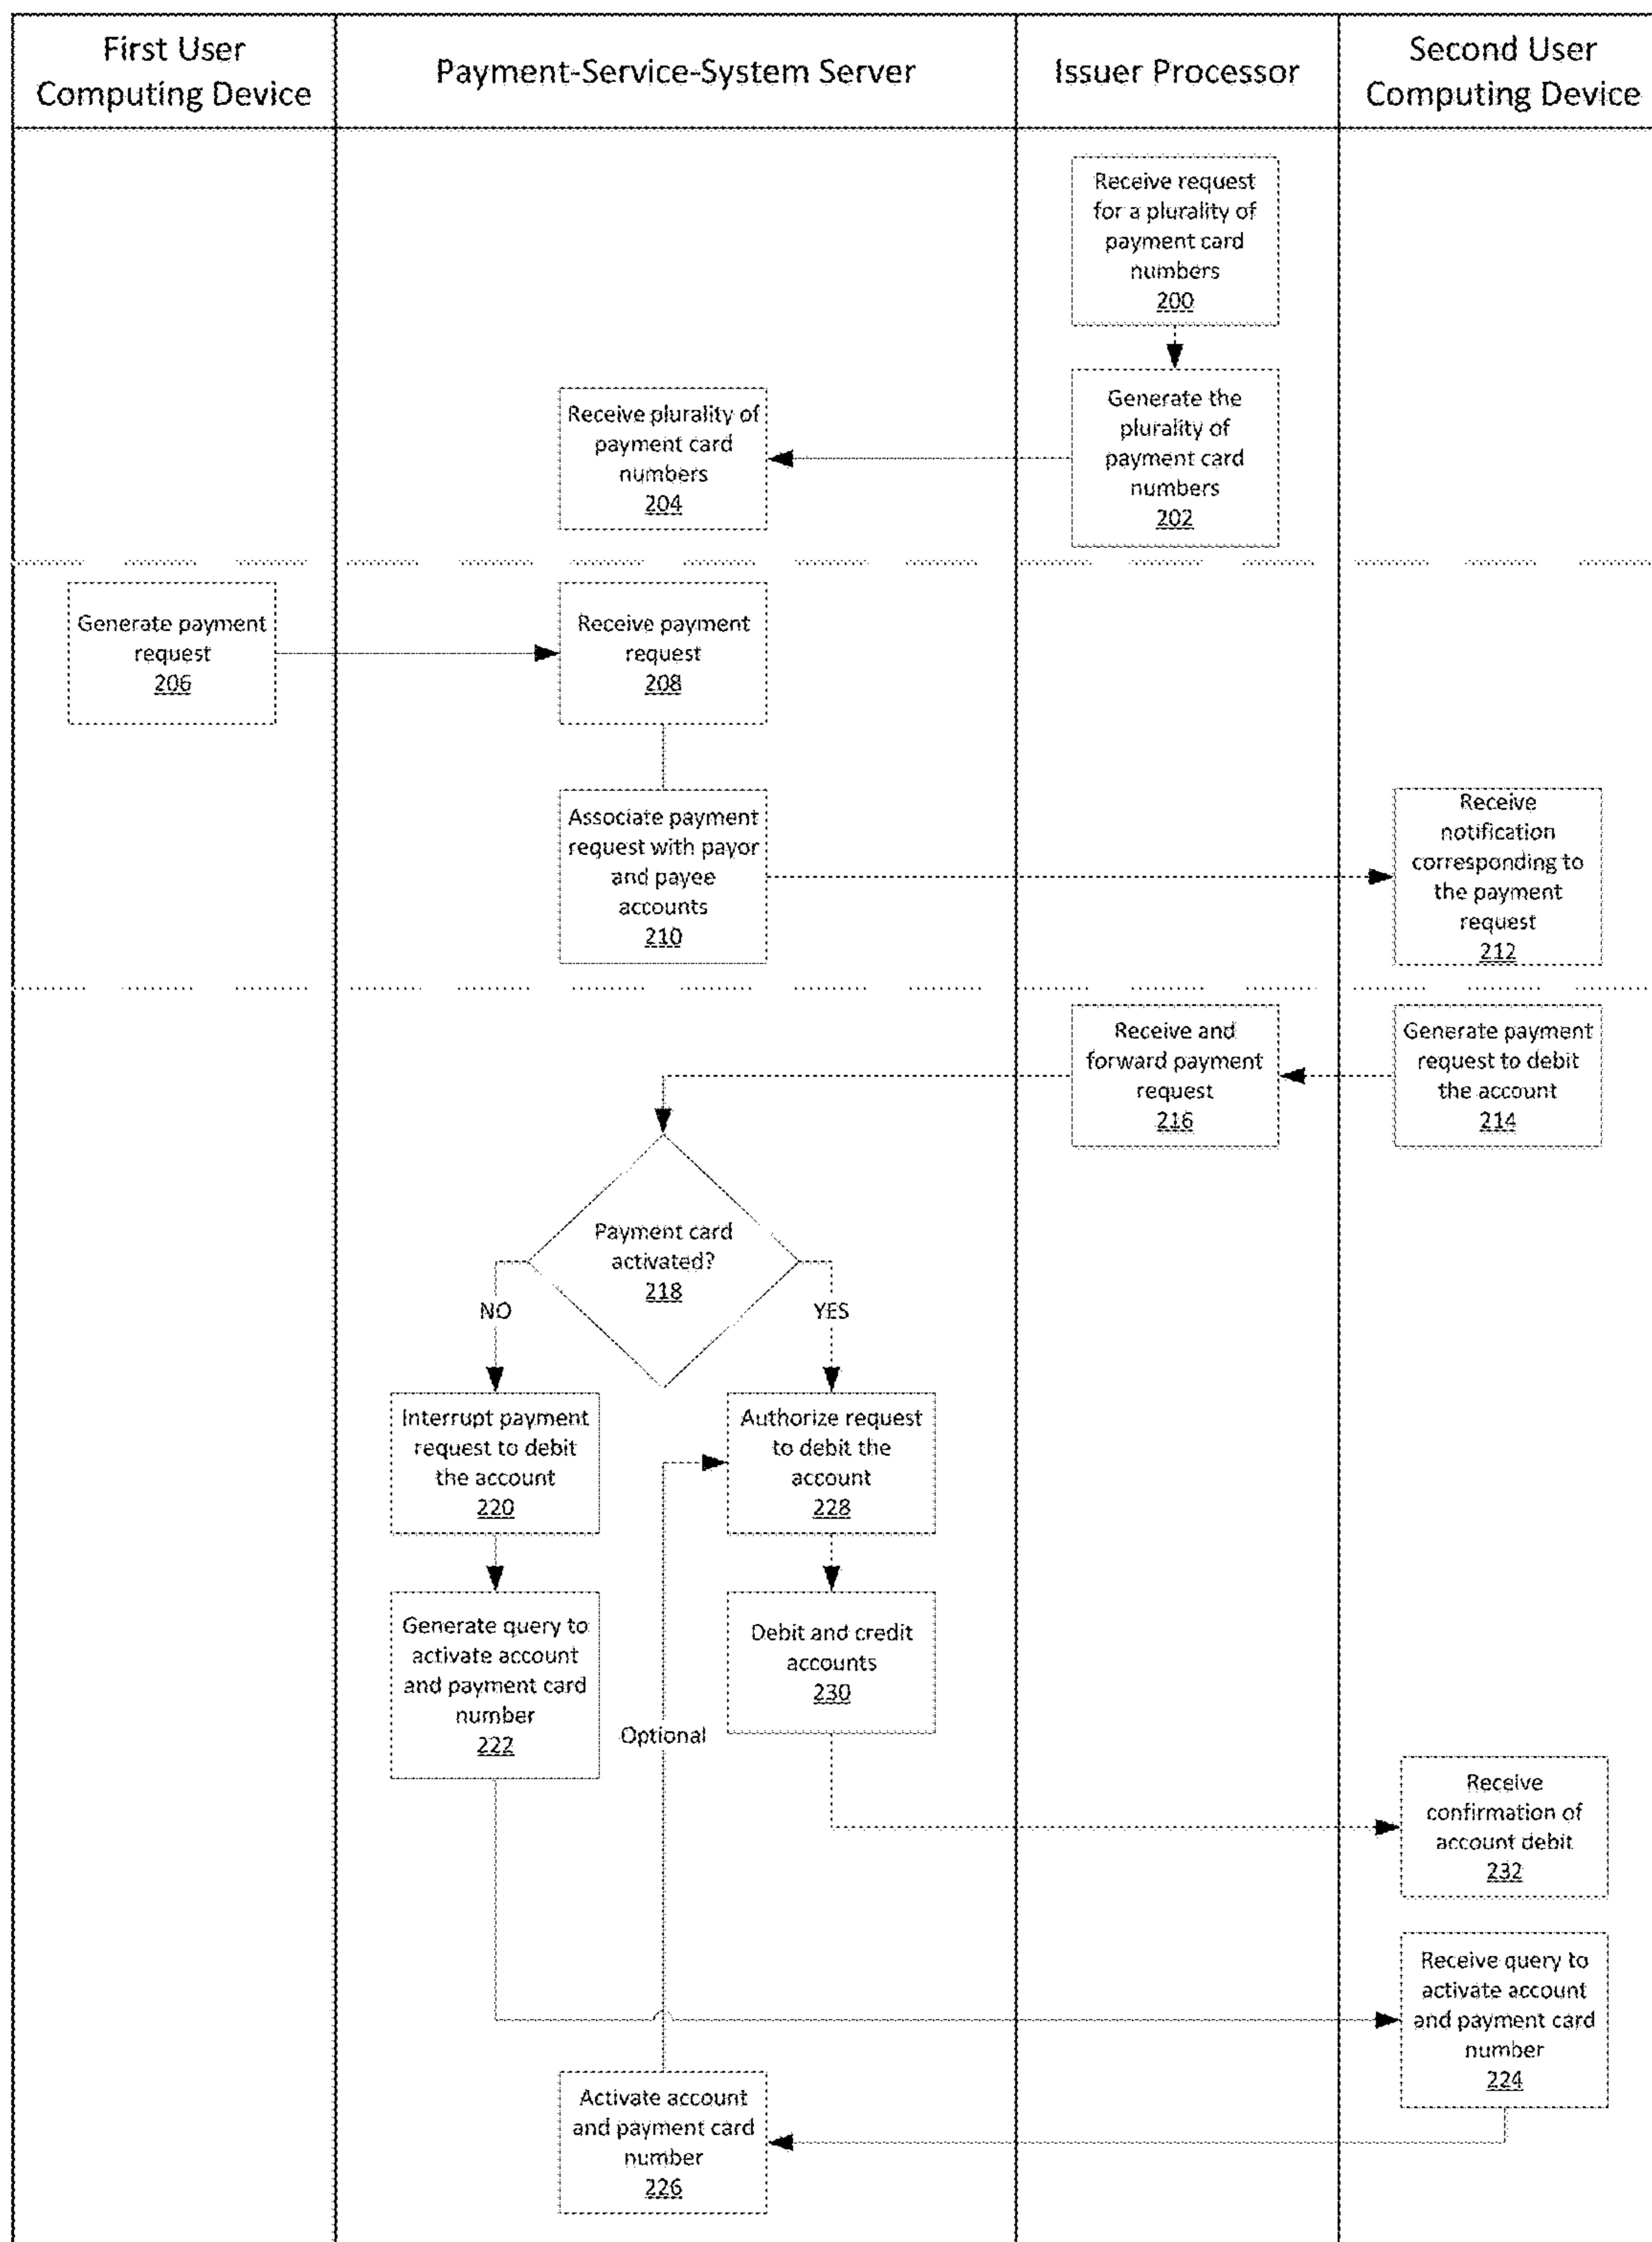 First User
Computing Device
Payment-Service-System Server
Issuer Processor
Second User
Computing Device
Receive request
for a plurality of
payment card
numbers
200
Generate the
plurality of
payment card
numbers
202
Receive plurality of
payment card
numbers
204
Generate payment
request
206
Receive payment
request
208
Associate payment
request with payor
and payee
accounts
210
Receive
notification
corresponding to
the payment
request
212
Generate payment
request to debit
the account
214
Receive and
forward payment
request
216
Payment card
activated?
218
NO
YES
Interrupt payment
request to debit
the account
220
Authorize request
to debit the
account
228
Generate query to
activate account
and payment card
number
222
Optional
Debit and credit
accounts
230
Receive
confirmation of
account debit
232
Receive query to
activate account
and payment card
number
224
Activate account
and payment card
number
226